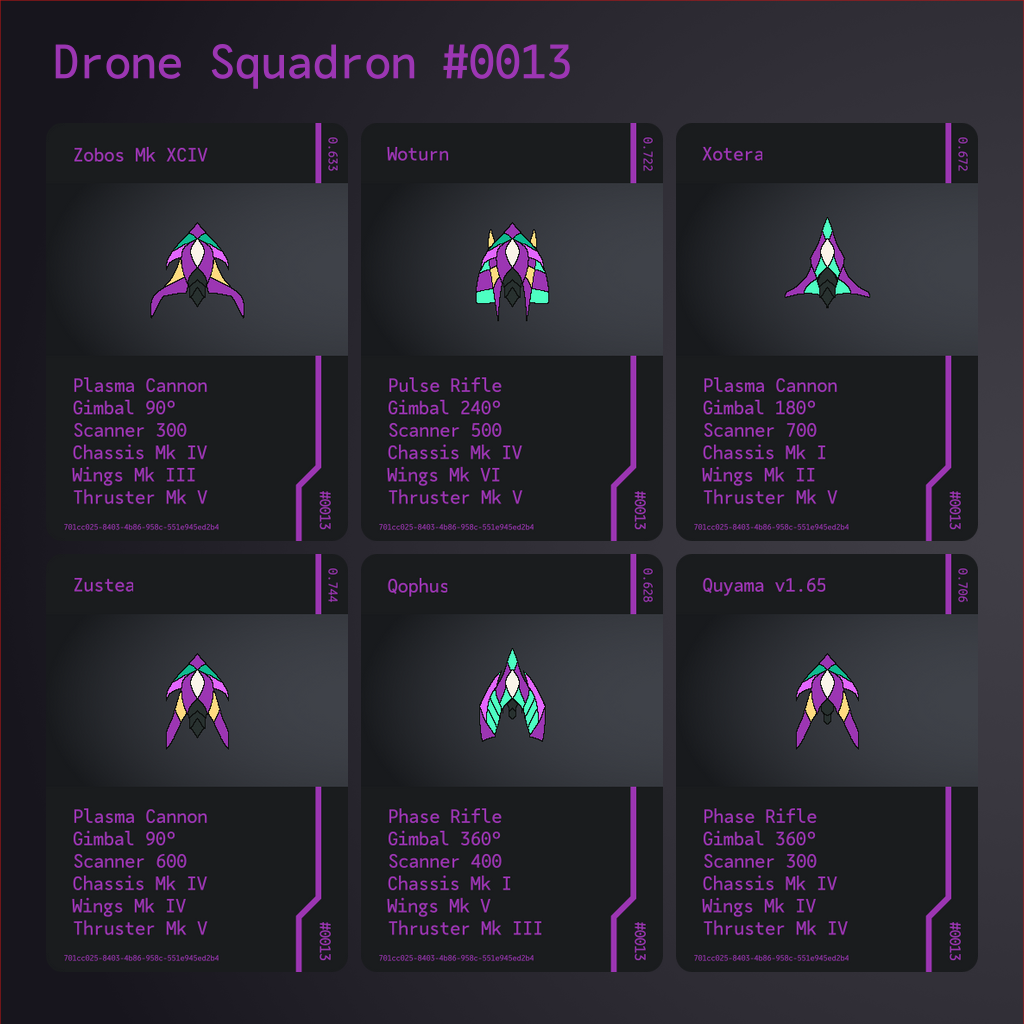 Drone Squadron #0013
Zobos Mk XCIV
0.633
Plasma Cannon
Gimbal 90º
Scanner 300
Chassis Mk IV
Wings Mk III
Thruster Mk V
#0013
701cc025-8403-4b86-958c-551e945ed2b4
Woturn
0.722
Pulse Rifle
Gimbal 240º
Scanner 500
Chassis Mk IV
Wings Mk VI
Thruster Mk V
#0013
701cc025-8403-4b86-958c-551e945ed2b4
Xotera
0.672
Plasma Cannon
Gimbal 180º
Scanner 700
Chassis Mk I
Wings Mk II
Thruster Mk V
#0013
701cc025-8403-4b86-958c-551e945ed2b4
Zustea
0.744
Plasma Cannon
Gimbal 90º
Scanner 600
Chassis Mk IV
Wings Mk IV
Thruster Mk V
#0013
701cc025-8403-4b86-958c-551e945ed2b4
Qophus
0.628
Phase Rifle
Gimbal 360º
Scanner 400
Chassis Mk I
Wings Mk V
Thruster Mk III
#0013
701cc025-8403-4b86-958c-551e945ed2b4
Quyama v1.65
0.706
Phase Rifle
Gimbal 360º
Scanner 300
Chassis Mk IV
Wings Mk IV
Thruster Mk IV
#0013
701cc025-8403-4b86-958c-551e945ed2b4